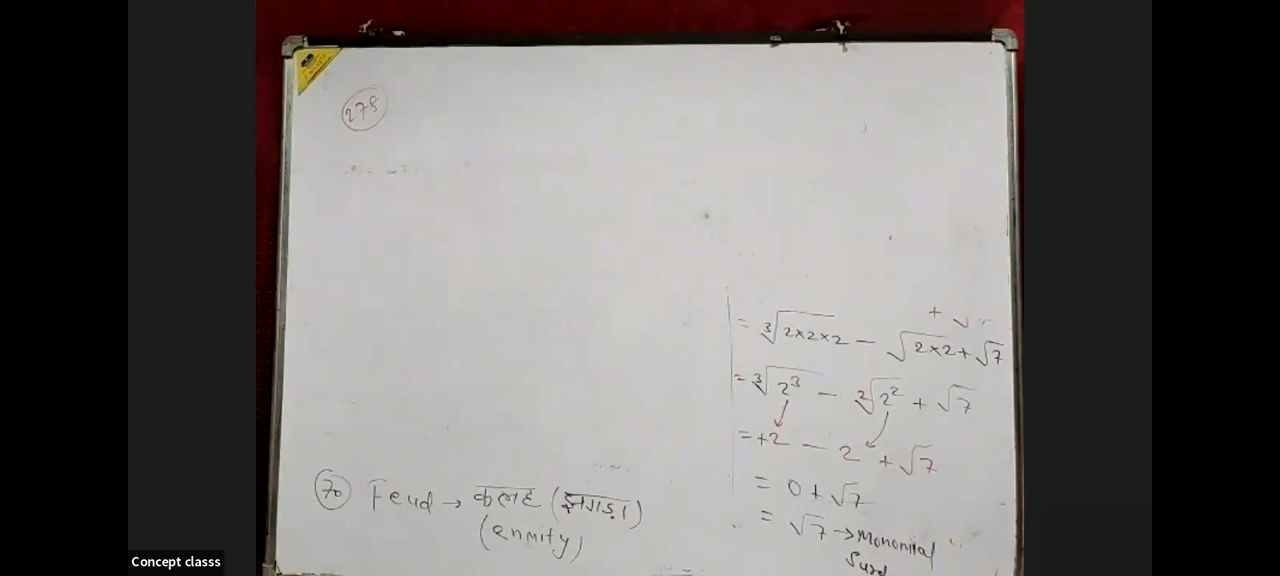 278
+ √
= ∛2×2×2 - √2×2 + √7
= ∛2³ - ²√2² + √7
= +2 - 2 + √7
= 0 + √7
= √7 → Monomial
Surd
70 Feud → कलह (झगड़ा)
(enmity)
Concept classs